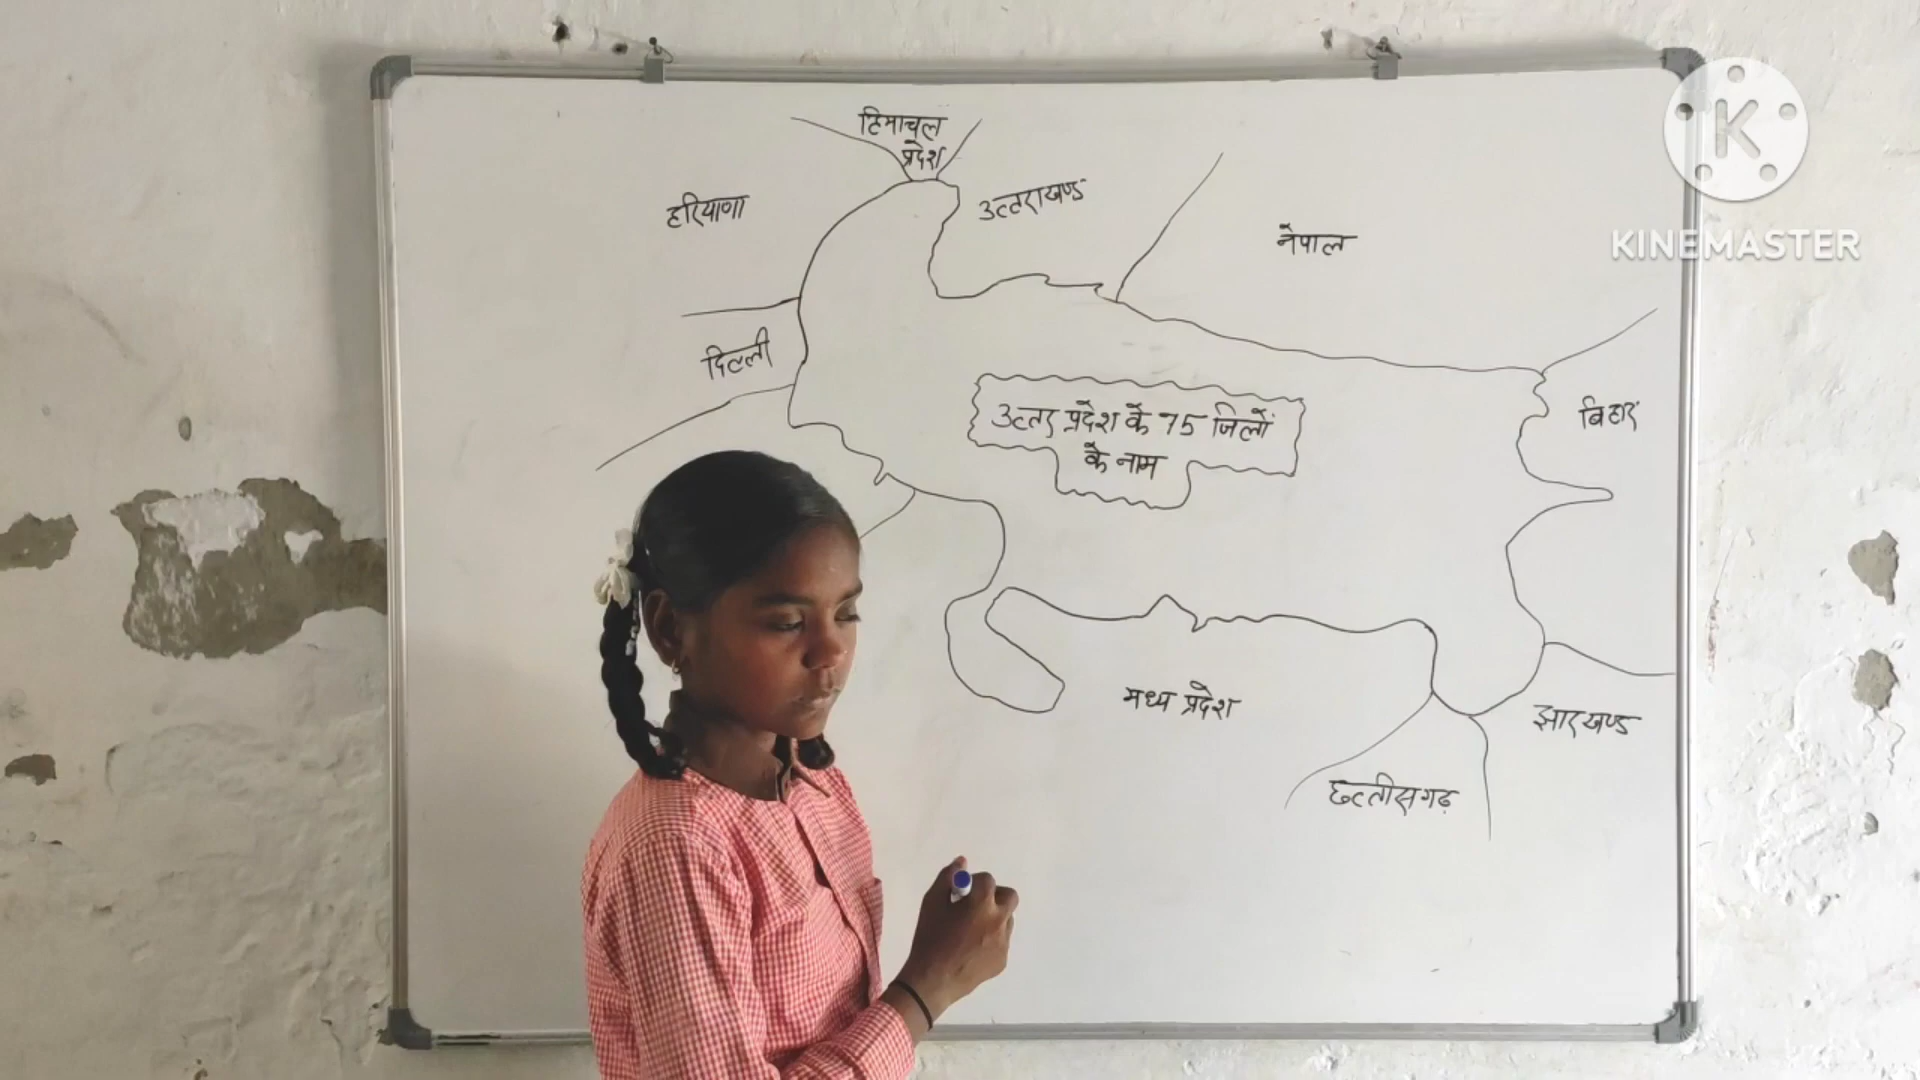 हिमाचल
प्रदेश
हरियाणा
उत्तराखण्ड
नेपाल
दिल्ली
बिहार
उत्तर प्रदेश के 75 जिलों
के नाम
मध्य प्रदेश
झारखण्ड
छत्तीसगढ़
K
KINEMASTER